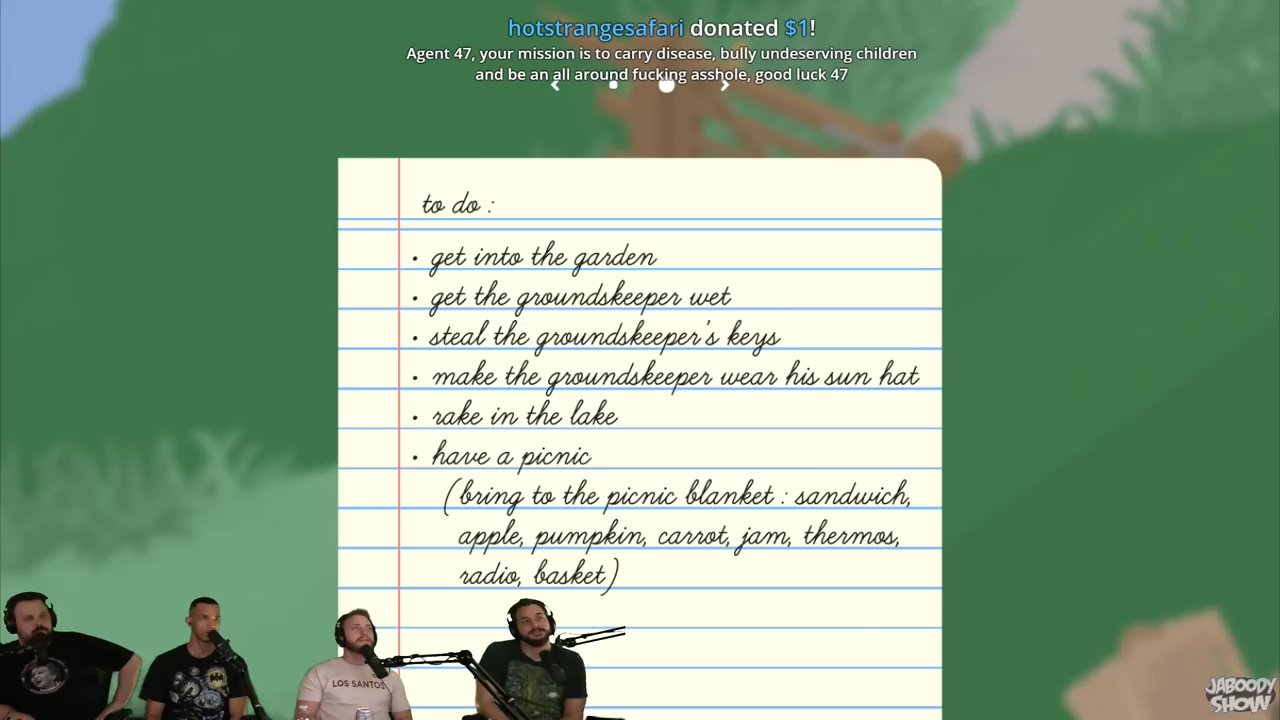 hotstrangesafari donated $1!
Agent 47, your mission is to carry disease, bully undeserving children
and be an all around fucking asshole, good luck 47
to do :
• get into the garden
• get the groundskeeper wet
• steal the groundskeeper's keys
• make the groundskeeper wear his sun hat
• rake in the lake
• have a picnic
(bring to the picnic blanket : sandwich,
apple, pumpkin, carrot, jam, thermos,
radio, basket)
LOS SANTOS
JABOODY
SHOW